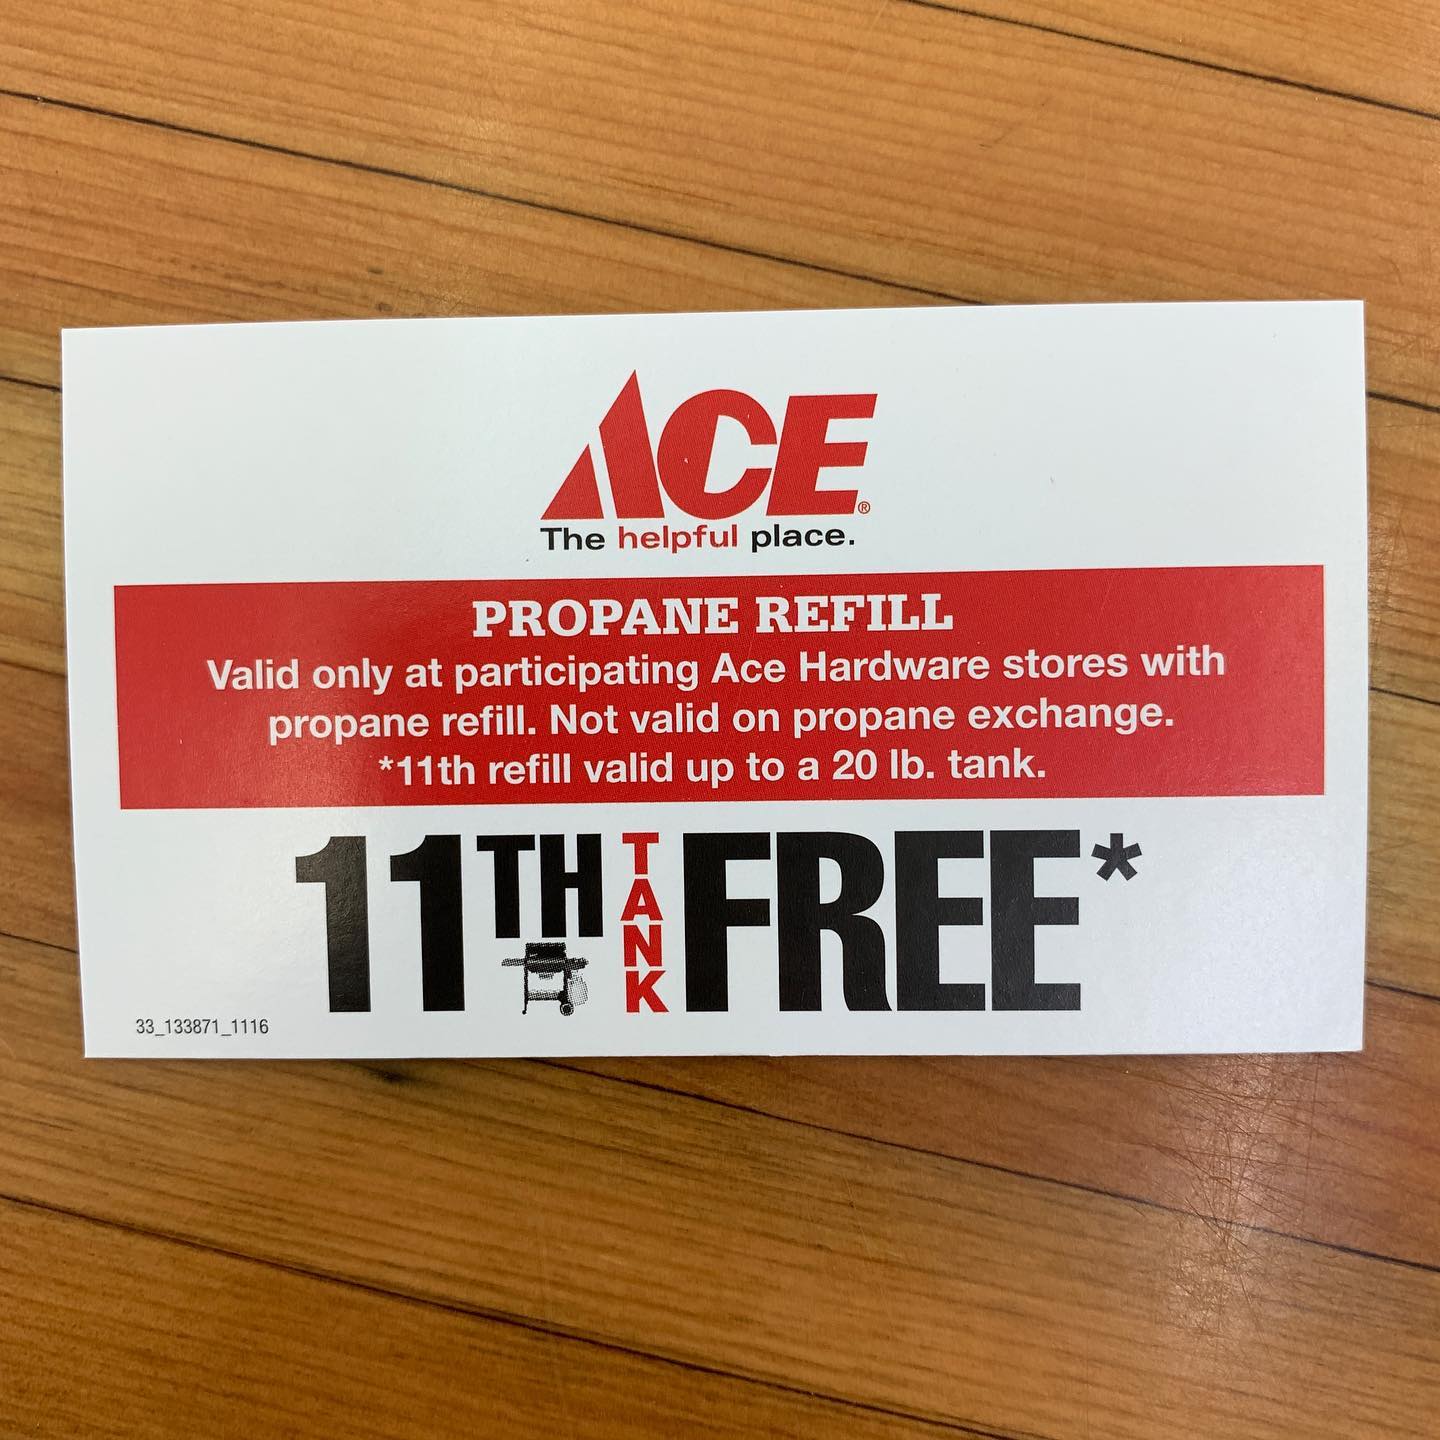 ACE®
The helpful place.
PROPANE REFILL
Valid only at participating Ace Hardware stores with
propane refill. Not valid on propane exchange.
*11th refill valid up to a 20 lb. tank.
11TH TANK FREE*
33_133871_1116